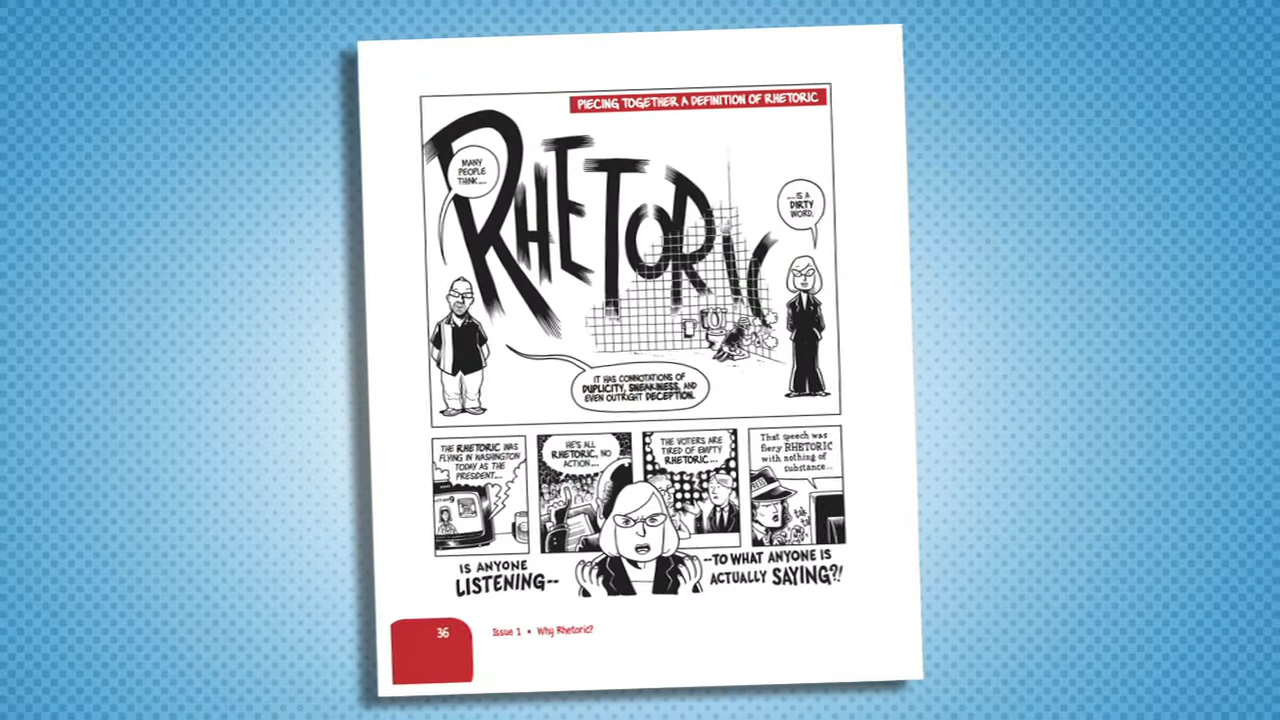 PIECING TOGETHER A DEFINITION OF RHETORIC
MANY
PEOPLE
THINK...
RHETORIC
...IS A
DIRTY
WORD.
IT HAS CONNOTATIONS OF
DUPLICITY, SNEAKINESS, AND
EVEN OUTRIGHT DECEPTION.
THE RHETORIC WAS
FLYING IN WASHINGTON
TODAY AS THE
PRESIDENT...
HE'S ALL
RHETORIC, NO
ACTION...
THE VOTERS ARE
TIRED OF EMPTY
RHETORIC...
That speech was
fiery RHETORIC
with nothing of
substance...
PRESS
tak
IS ANYONE
LISTENING--
--TO WHAT ANYONE IS
ACTUALLY SAYING?!
36
Issue 1 • Why Rhetoric?